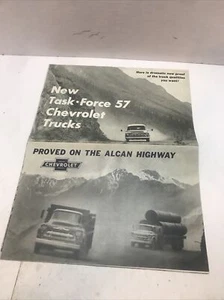 Here is dramatic new proof
of the truck qualities
you want!
New
Task·Force 57
Chevrolet
Trucks
PROVED ON THE ALCAN HIGHWAY
CHEVROLET